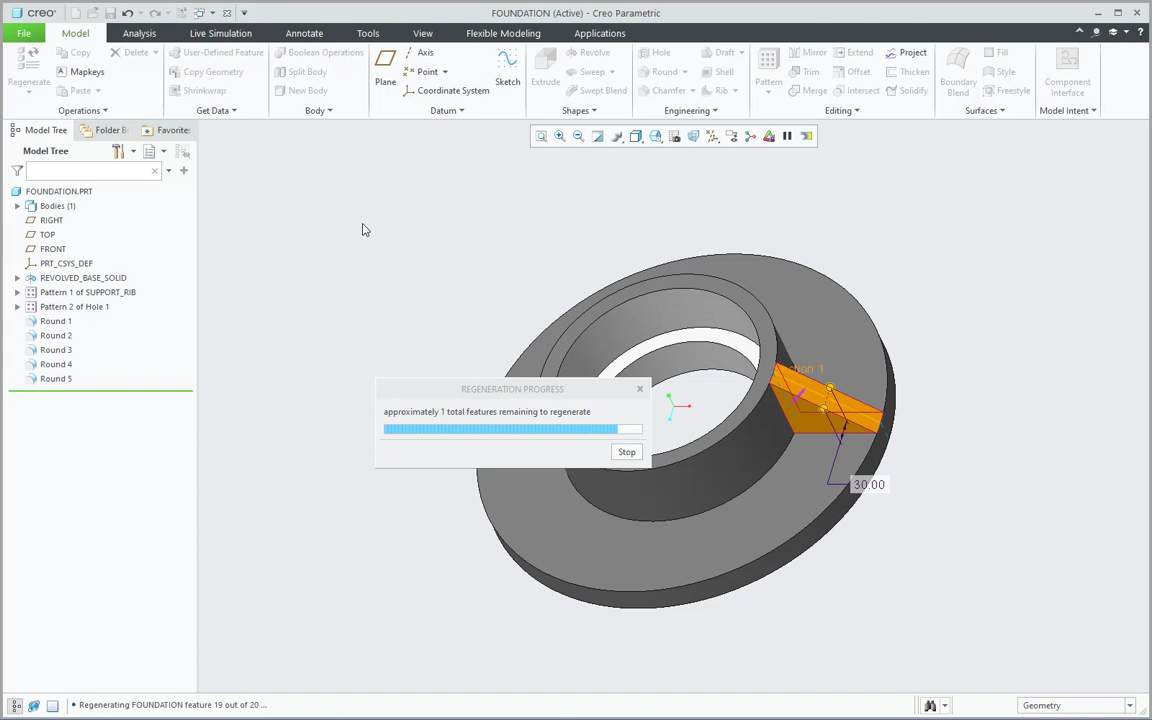 creo®
FOUNDATION (Active) - Creo Parametric
File
Model
Analysis
Live Simulation
Annotate
Tools
View
Flexible Modeling
Applications
Regenerate
Copy
Mapkeys
Paste
Delete
Operations
User-Defined Feature
Copy Geometry
Shrinkwrap
Get Data
Boolean Operations
Split Body
New Body
Body
Plane
Axis
Point
Coordinate System
Sketch
Datum
Extrude
Revolve
Sweep
Swept Blend
Shapes
Hole
Round
Chamfer
Draft
Shell
Rib
Engineering
Pattern
Mirror
Trim
Merge
Extend
Offset
Intersect
Project
Thicken
Solidify
Editing
Boundary
Blend
Fill
Style
Freestyle
Surfaces
Component
Interface
Model Intent
Model Tree
Folder B
Favorite:
Model Tree
FOUNDATION.PRT
Bodies (1)
RIGHT
TOP
FRONT
PRT_CSYS_DEF
REVOLVED_BASE_SOLID
Pattern 1 of SUPPORT_RIB
Pattern 2 of Hole 1
Round 1
Round 2
Round 3
Round 4
Round 5
REGENERATION PROGRESS
approximately 1 total features remaining to regenerate
Stop
30.00
• Regenerating FOUNDATION feature 19 out of 20 ...
Geometry